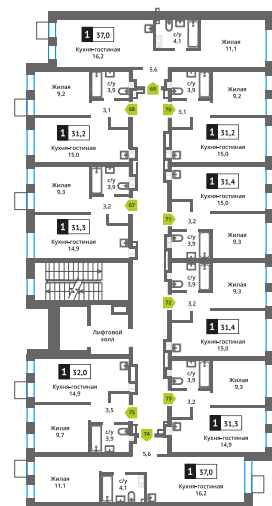 1 37,0
Кухня-гостиная
16,2
с/у
4,1
Жилая
11,1
5,6
69
Жилая
9,2
с/у
3,9
с/у
3,9
Жилая
9,2
3,1
68
70
3,1
1 31,2
Кухня-гостиная
15,0
1 31,2
Кухня-гостиная
15,0
Жилая
9,3
с/у
3,9
1 31,4
Кухня-гостиная
15,0
3,2
67
3,2
71
1 31,3
Кухня-гостиная
14,9
с/у
3,9
Жилая
9,3
с/у
3,9
Жилая
9,3
72
3,2
Лифтовой
холл
1 31,4
Кухня-гостиная
15,0
1 32,0
Кухня-гостиная
14,9
с/у
3,9
Жилая
9,3
73
3,2
3,5
75
1 31,3
Кухня-гостиная
14,9
Жилая
9,7
с/у
3,9
74
5,6
Жилая
11,1
с/у
4,1
1 37,0
Кухня-гостиная
16,2